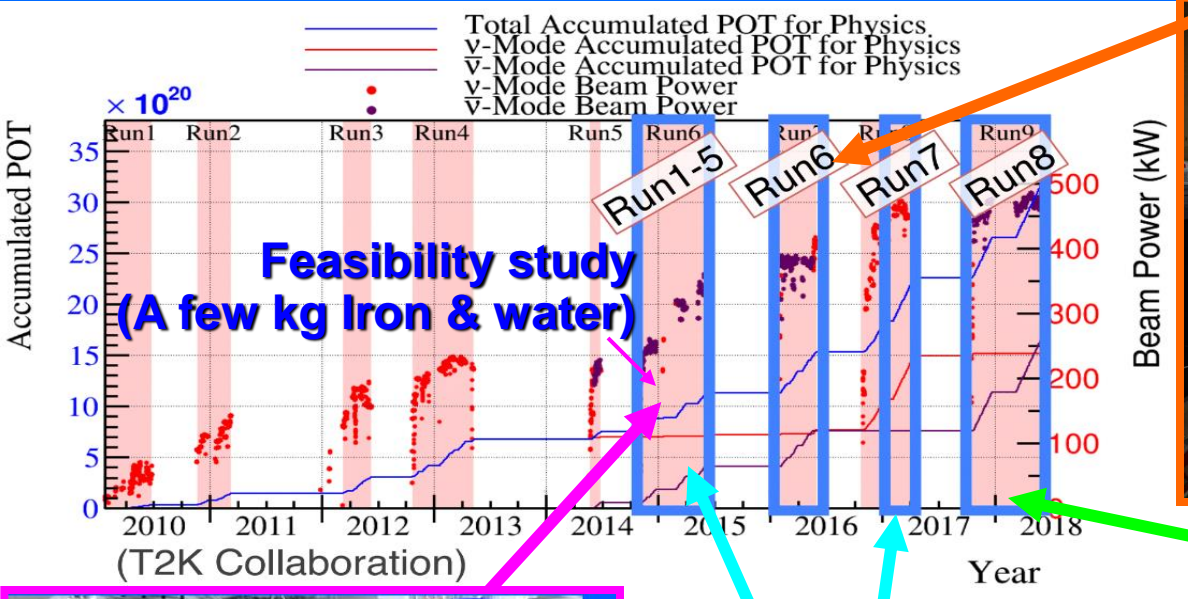 Total Accumulated POT for Physics
ν-Mode Accumulated POT for Physics
ν̅-Mode Accumulated POT for Physics
ν-Mode Beam Power
ν̅-Mode Beam Power
× 10²⁰
Run1 Run2 Run3 Run4 Run5 Run6 Run9
Run1-5 Run6 Run7 Run8
Accumulated POT
35
30
25
20
15
10
5
0
Feasibility study
(A few kg Iron & water)
500
400
300
200
100
0
Beam Power (kW)
2010 2011 2012 2013 2014 2015 2016 2017 2018
(T2K Collaboration)
Year